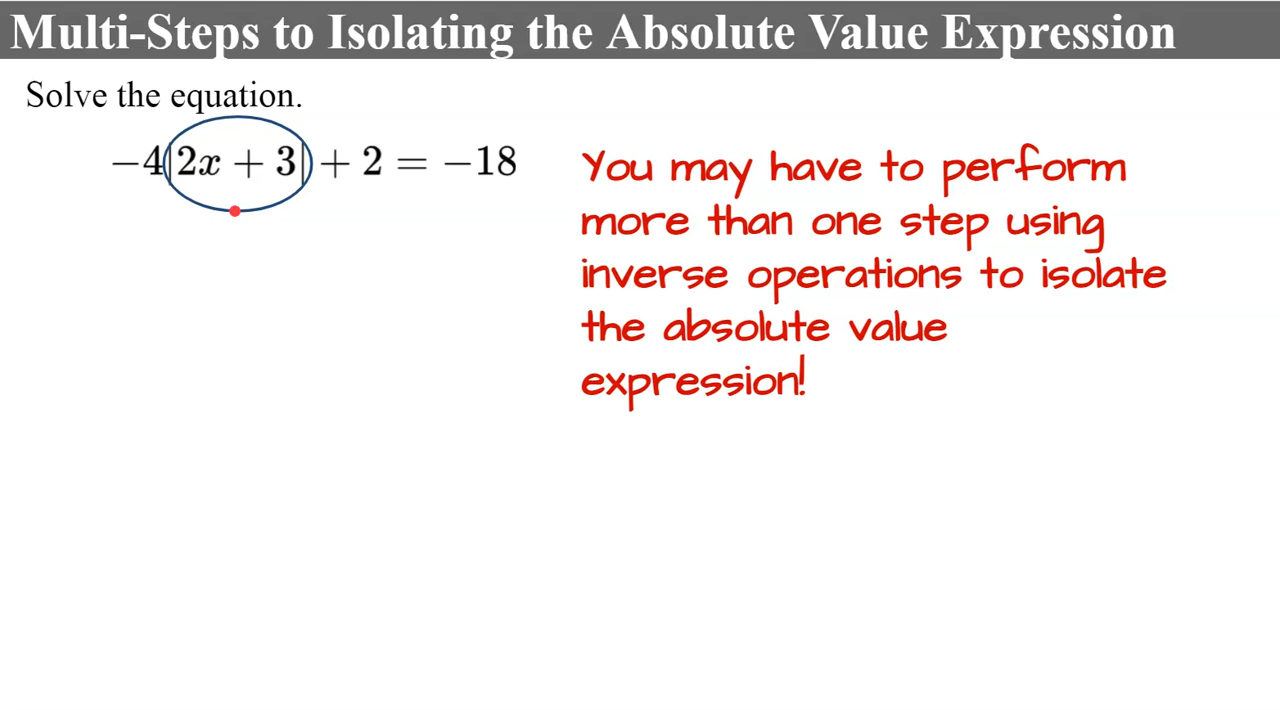 Multi-Steps to Isolating the Absolute Value Expression
Solve the equation.
−4|2x + 3| + 2 = −18
You may have to perform
more than one step using
inverse operations to isolate
the absolute value
expression!